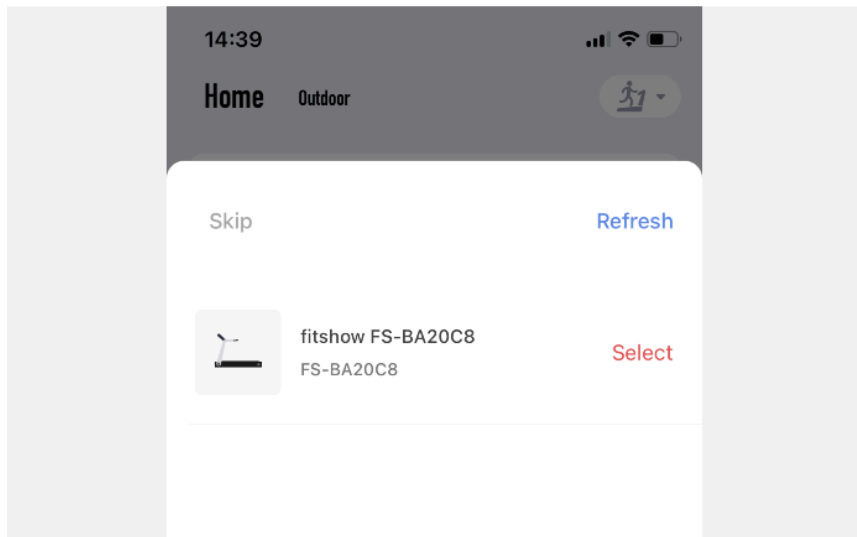 14:39
Home Outdoor
Skip Refresh
fitshow FS-BA20C8
FS-BA20C8
Select